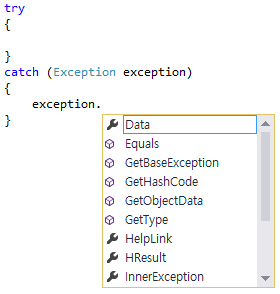 try
{
}
catch (Exception exception)
{
exception.
}
Data
Equals
GetBaseException
GetHashCode
GetObjectData
GetType
HelpLink
HResult
InnerException